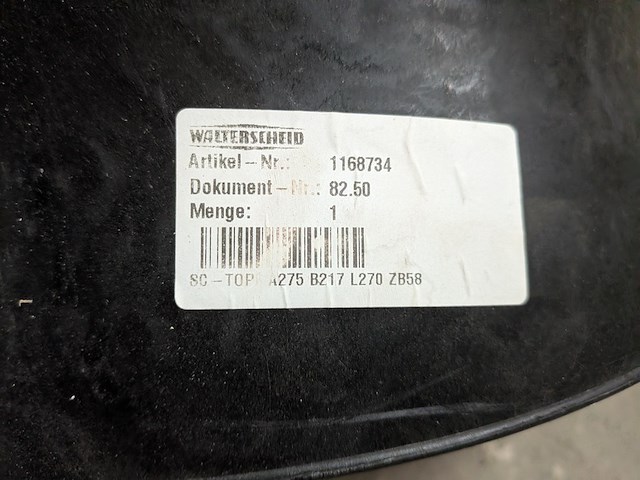 WALTERSCHEID
Artikel-Nr.: 1168734
Dokument-Nr.: 82.50
Menge: 1
SC-TOP A275 B217 L270 ZB58